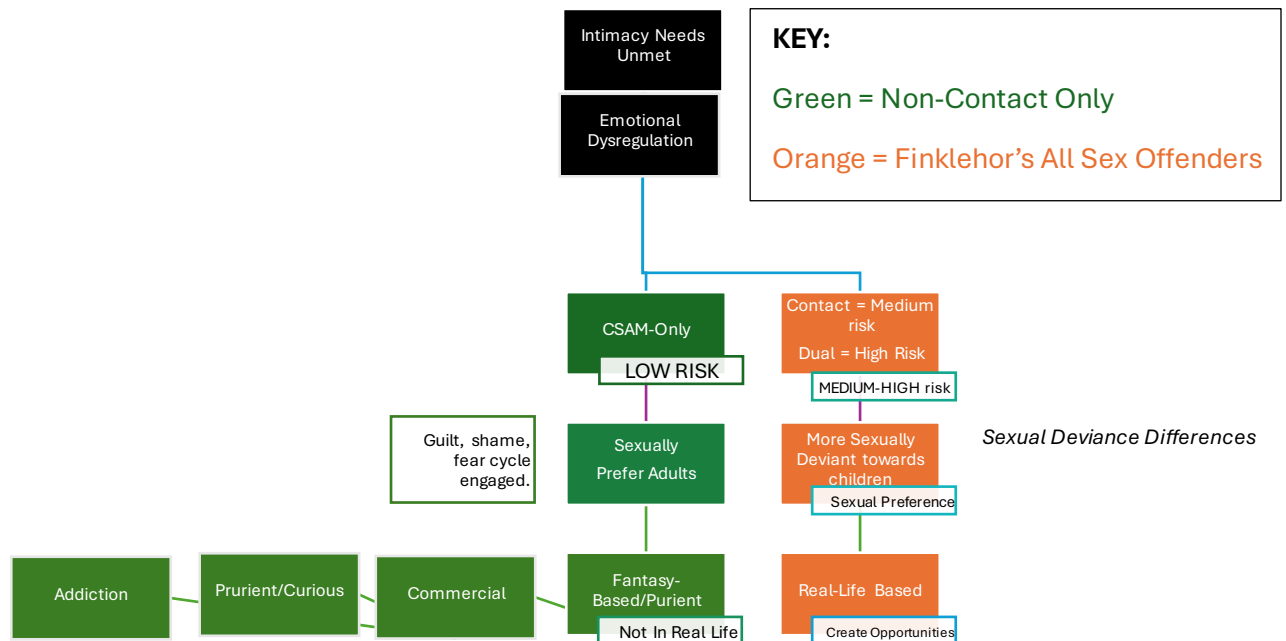 Intimacy Needs
Unmet
Emotional
Dysregulation
KEY:
Green = Non-Contact Only
Orange = Finklehor’s All Sex Offenders
CSAM-Only
LOW RISK
Contact = Medium
risk
Dual = High Risk
MEDIUM-HIGH risk
Guilt, shame,
fear cycle
engaged.
Sexually
Prefer Adults
More Sexually
Deviant towards
children
Sexual Preference
Sexual Deviance Differences
Addiction
Prurient/Curious
Commercial
Fantasy-
Based/Purient
Not In Real Life
Real-Life Based
Create Opportunities